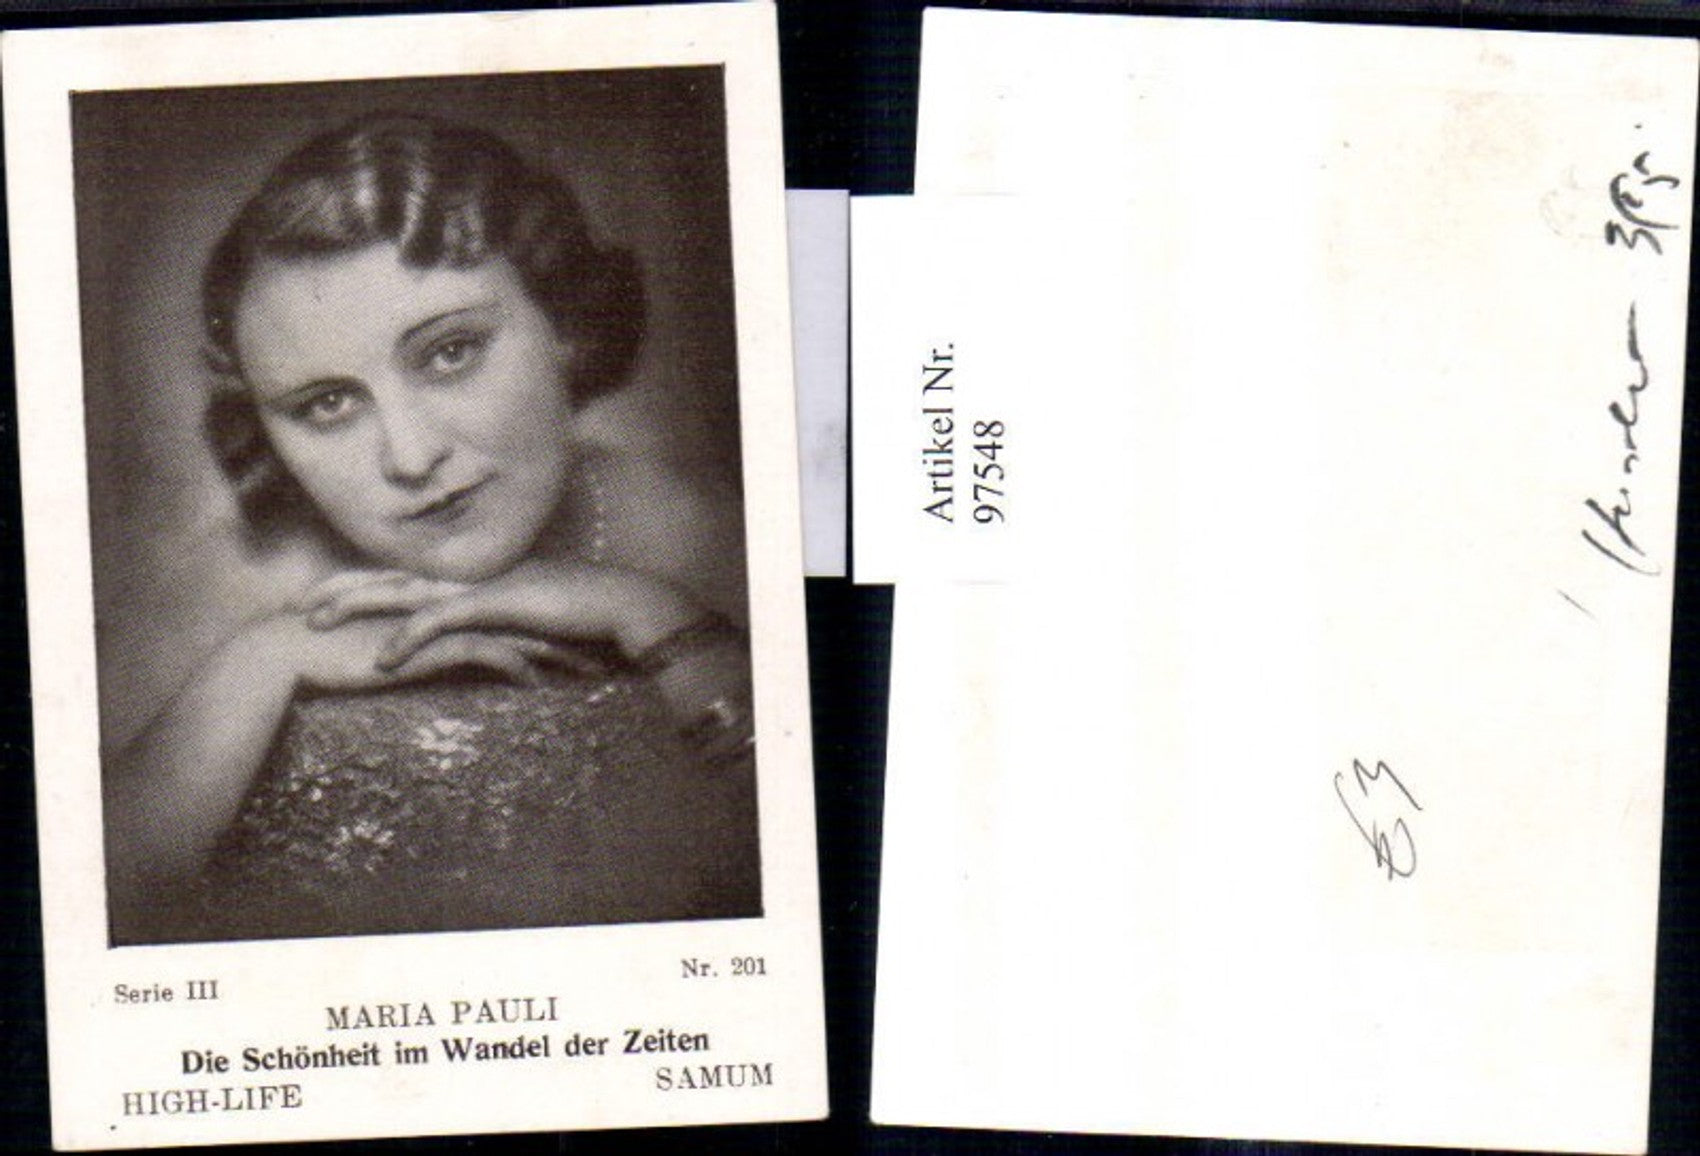 Serie III
Nr. 201
MARIA PAULI
Die Schönheit im Wandel der Zeiten
HIGH-LIFE
SAMUM
Artikel Nr.
97548